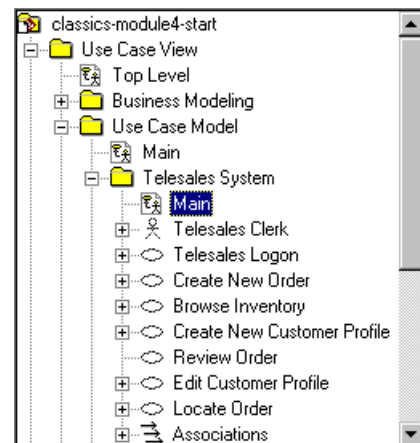 classics-module4-start
Use Case View
Top Level
Business Modeling
Use Case Model
Main
Telesales System
Main
Telesales Clerk
Telesales Logon
Create New Order
Browse Inventory
Create New Customer Profile
Review Order
Edit Customer Profile
Locate Order
Associations